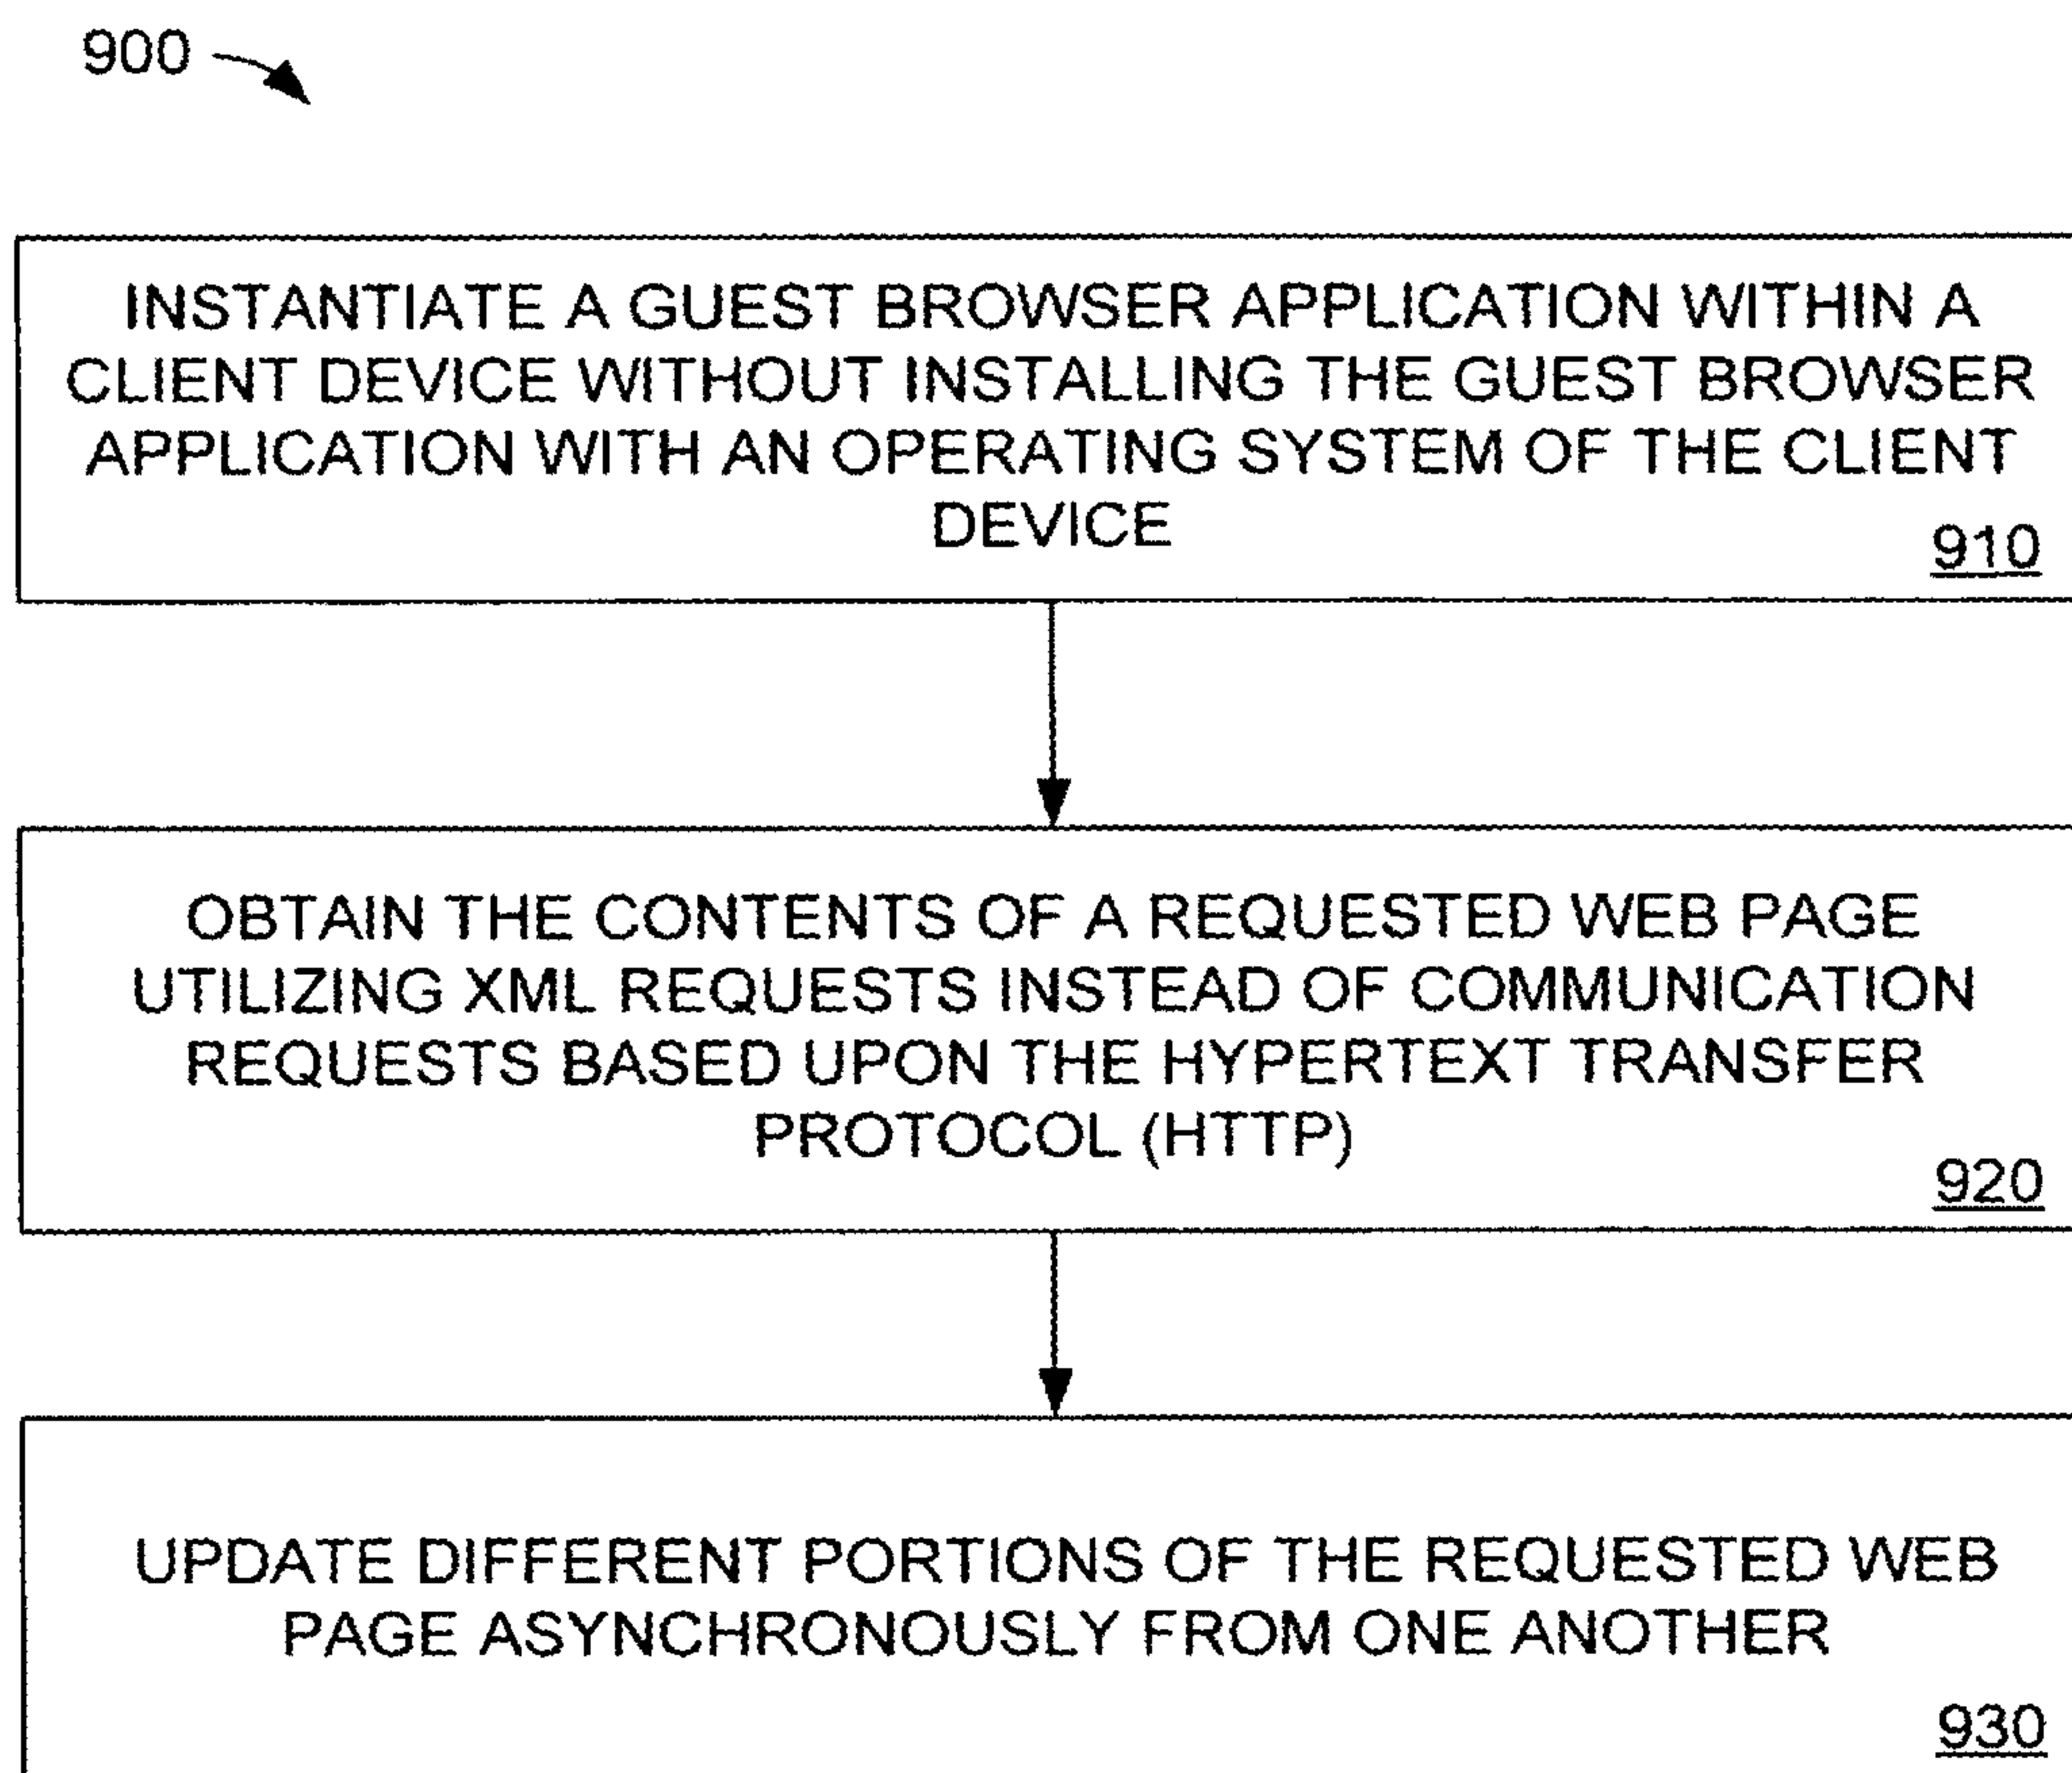 900
INSTANTIATE A GUEST BROWSER APPLICATION WITHIN A
CLIENT DEVICE WITHOUT INSTALLING THE GUEST BROWSER
APPLICATION WITH AN OPERATING SYSTEM OF THE CLIENT
DEVICE
910
OBTAIN THE CONTENTS OF A REQUESTED WEB PAGE
UTILIZING XML REQUESTS INSTEAD OF COMMUNICATION
REQUESTS BASED UPON THE HYPERTEXT TRANSFER
PROTOCOL (HTTP)
920
UPDATE DIFFERENT PORTIONS OF THE REQUESTED WEB
PAGE ASYNCHRONOUSLY FROM ONE ANOTHER
930